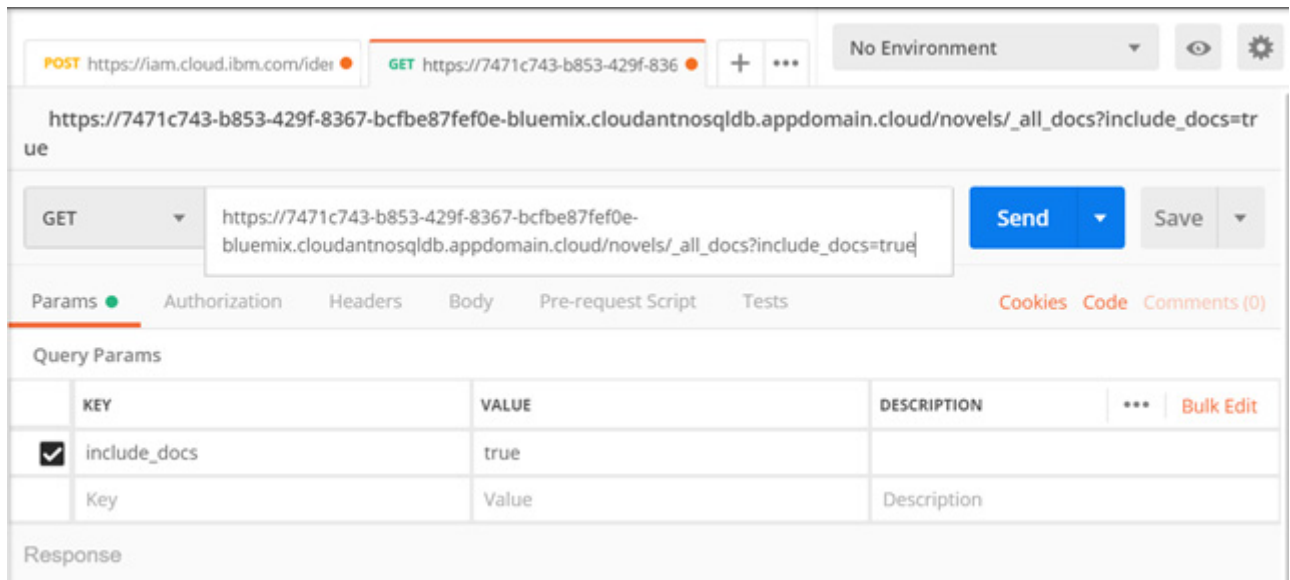 POST https://iam.cloud.ibm.com/iden
GET https://7471c743-b853-429f-836
+ •••
No Environment
https://7471c743-b853-429f-8367-bcfbe87fef0e-bluemix.cloudantnosqldb.appdomain.cloud/novels/_all_docs?include_docs=tr
ue
GET
https://7471c743-b853-429f-8367-bcfbe87fef0e-
bluemix.cloudantnosqldb.appdomain.cloud/novels/_all_docs?include_docs=true
Send
Save
Params Authorization Headers Body Pre-request Script Tests Cookies Code Comments (0)
Query Params
KEY VALUE DESCRIPTION ••• Bulk Edit
include_docs true
Key Value Description
Response